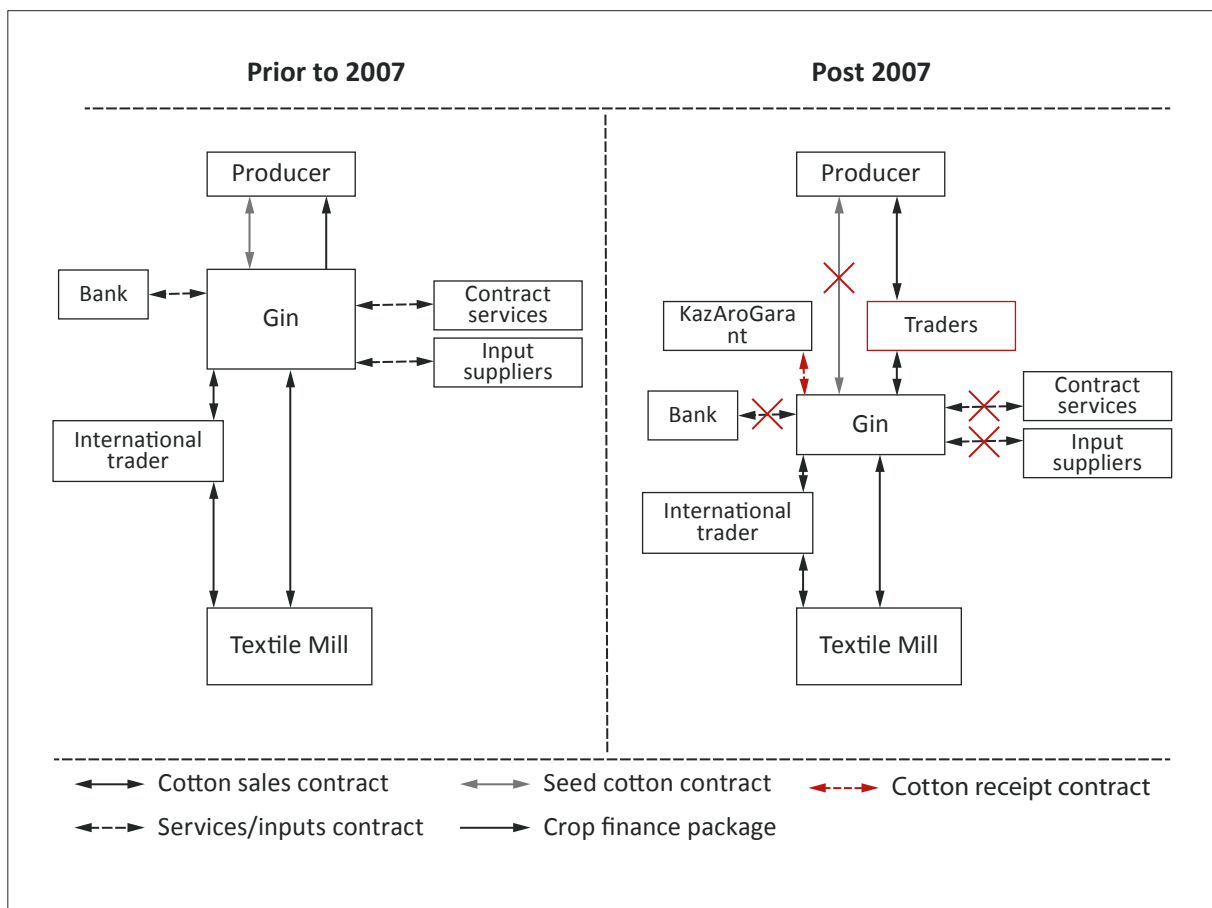 Prior to 2007
Producer
Bank
Gin
Contract
services
Input
suppliers
International
trader
Textile Mill
Post 2007
Producer
KazAroGara
nt
Traders
Bank
Gin
Contract
services
Input
suppliers
International
trader
Textile Mill
Cotton sales contract
Seed cotton contract
Cotton receipt contract
Services/inputs contract
Crop finance package